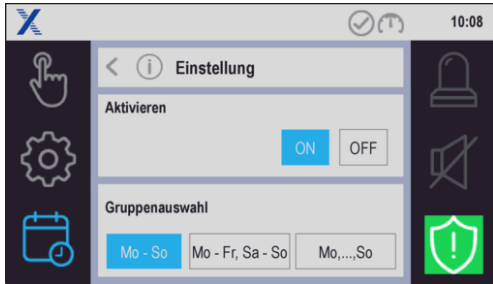 X
10:08
Einstellung
Aktivieren
ON OFF
Gruppenauswahl
Mo - So Mo - Fr, Sa - So Mo,...,So